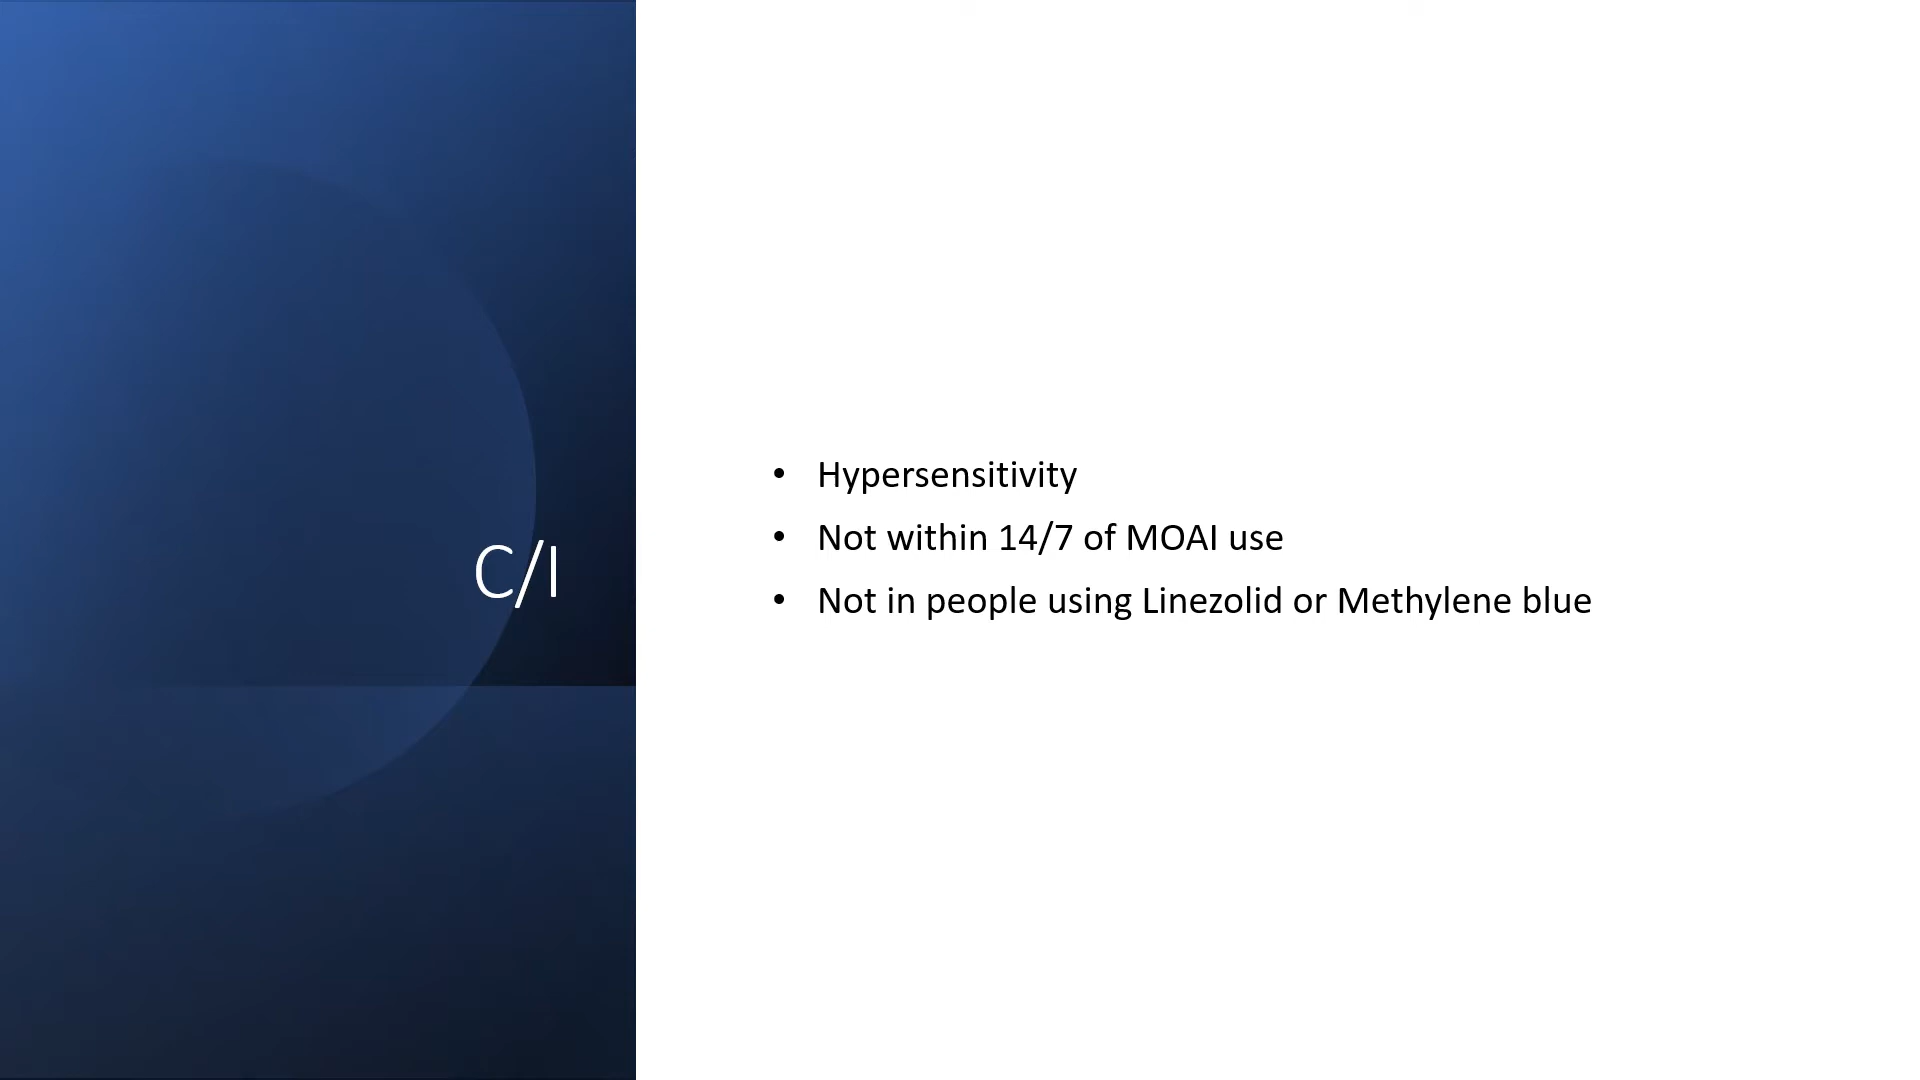 C/I
• Hypersensitivity
• Not within 14/7 of MOAI use
• Not in people using Linezolid or Methylene blue